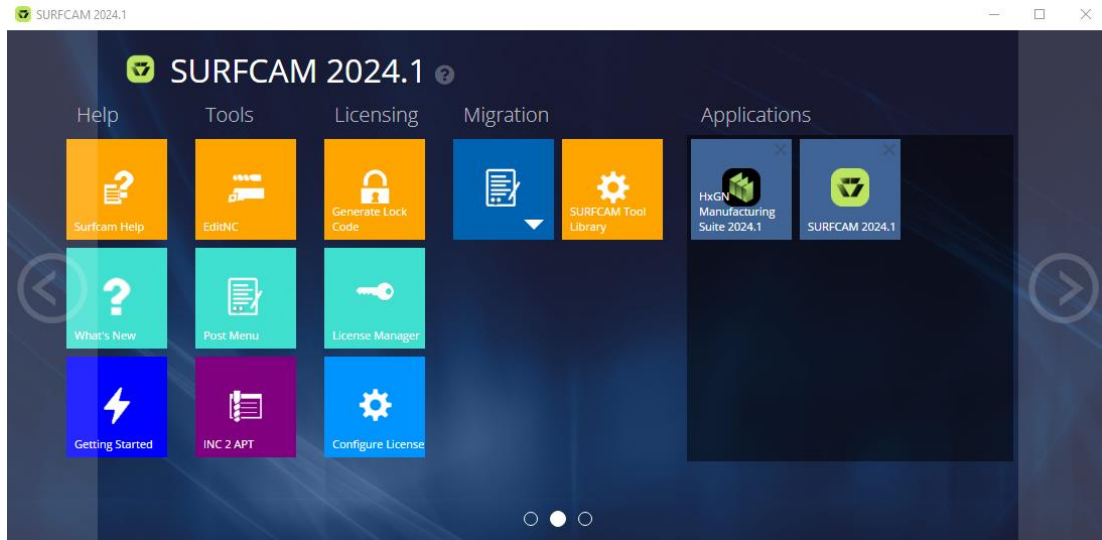 SURFCAM 2024.1
SURFCAM 2024.1 ?
Help
Tools
Licensing
Migration
Applications
Surfcam Help
EditNC
Generate Lock
Code
SURFCAM Tool
Library
HxGN
Manufacturing
Suite 2024.1
SURFCAM 2024.1
What's New
Post Menu
License Manager
Getting Started
INC 2 APT
Configure License